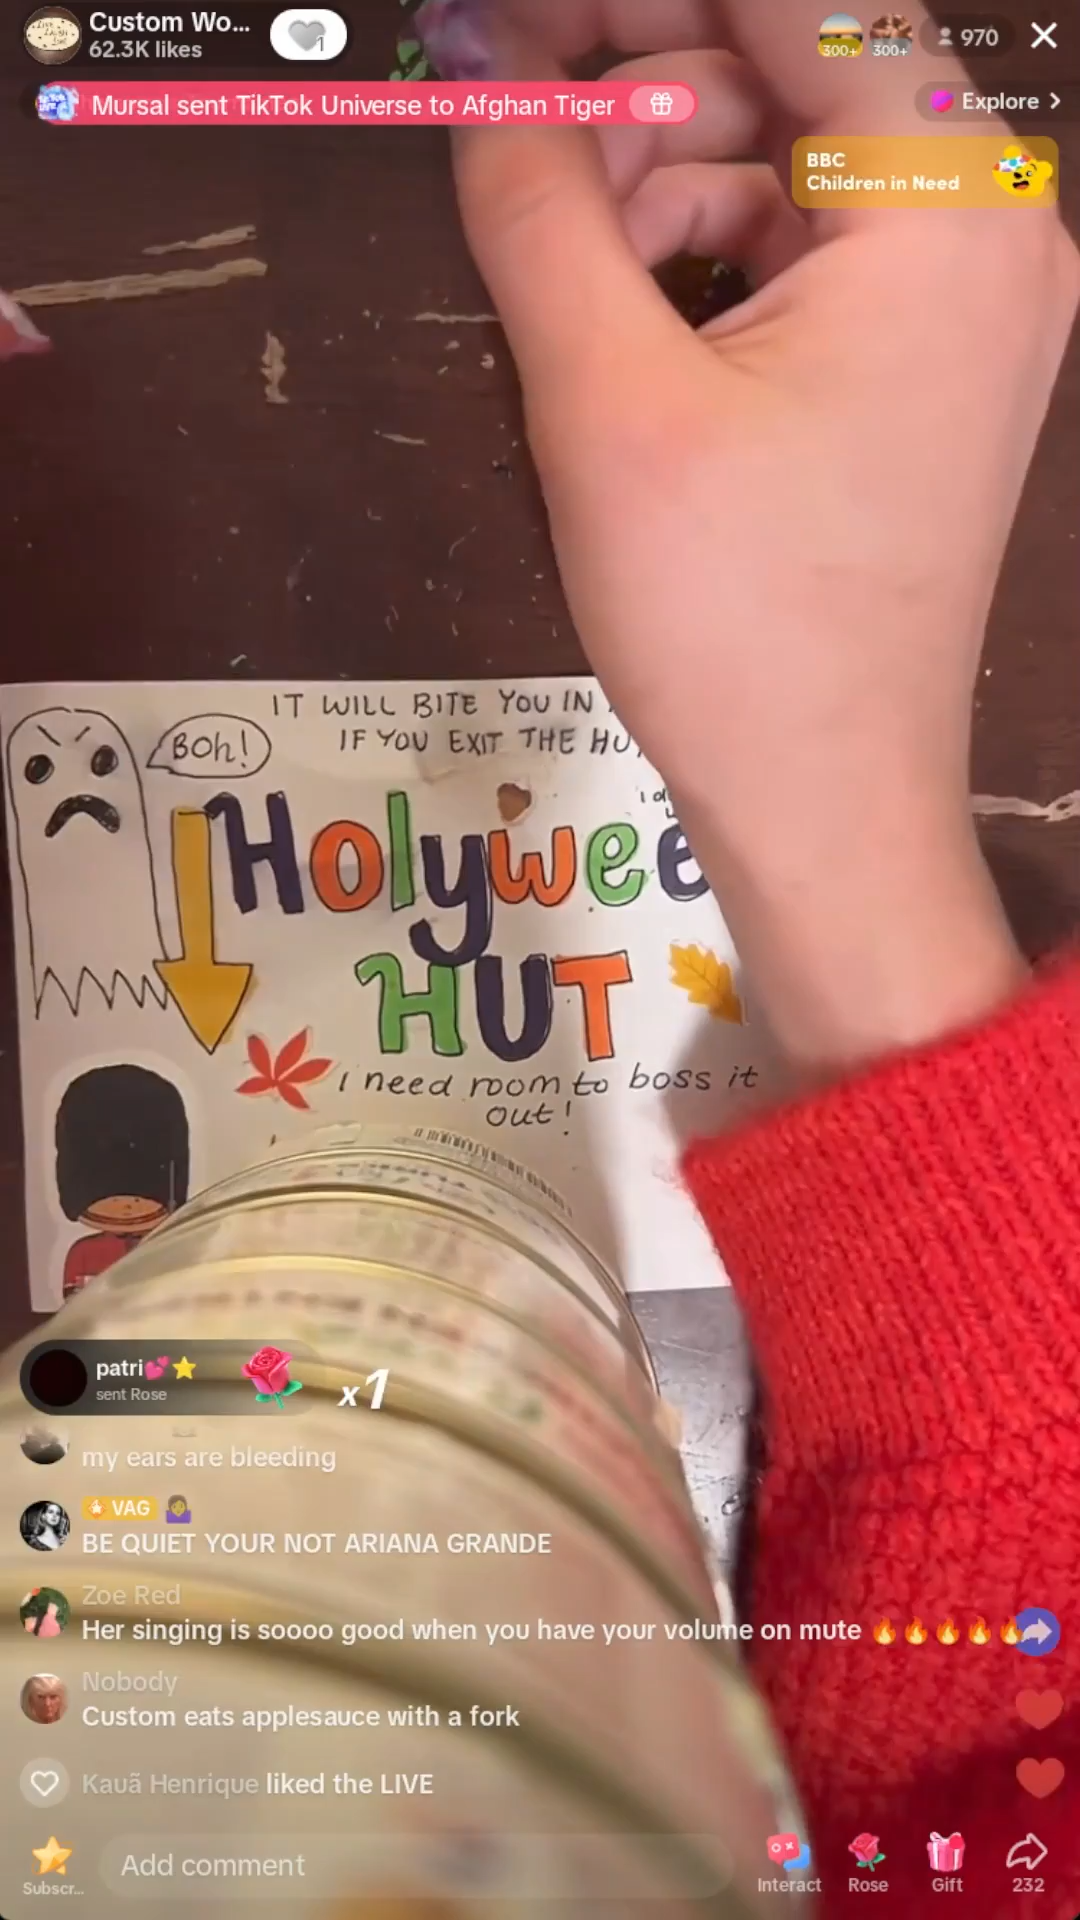 Custom Wo...
62.3K likes
1
300+
300+
970
Mursal sent TikTok Universe to Afghan Tiger
Explore
BBC
Children in Need
IT WILL BITE YOU IN
IF YOU EXIT THE HU
BOh!
Holywee
HUT
I need room to boss it
out!
patri💕⭐
sent Rose
x1
my ears are bleeding
VAG 🤷🏽‍♀️
BE QUIET YOUR NOT ARIANA GRANDE
Zoe Red
Her singing is soooo good when you have your volume on mute 🔥🔥🔥🔥🔥
Nobody
Custom eats applesauce with a fork
Kauã Henrique liked the LIVE
Subscr...
Add comment
Interact
Rose
Gift
232